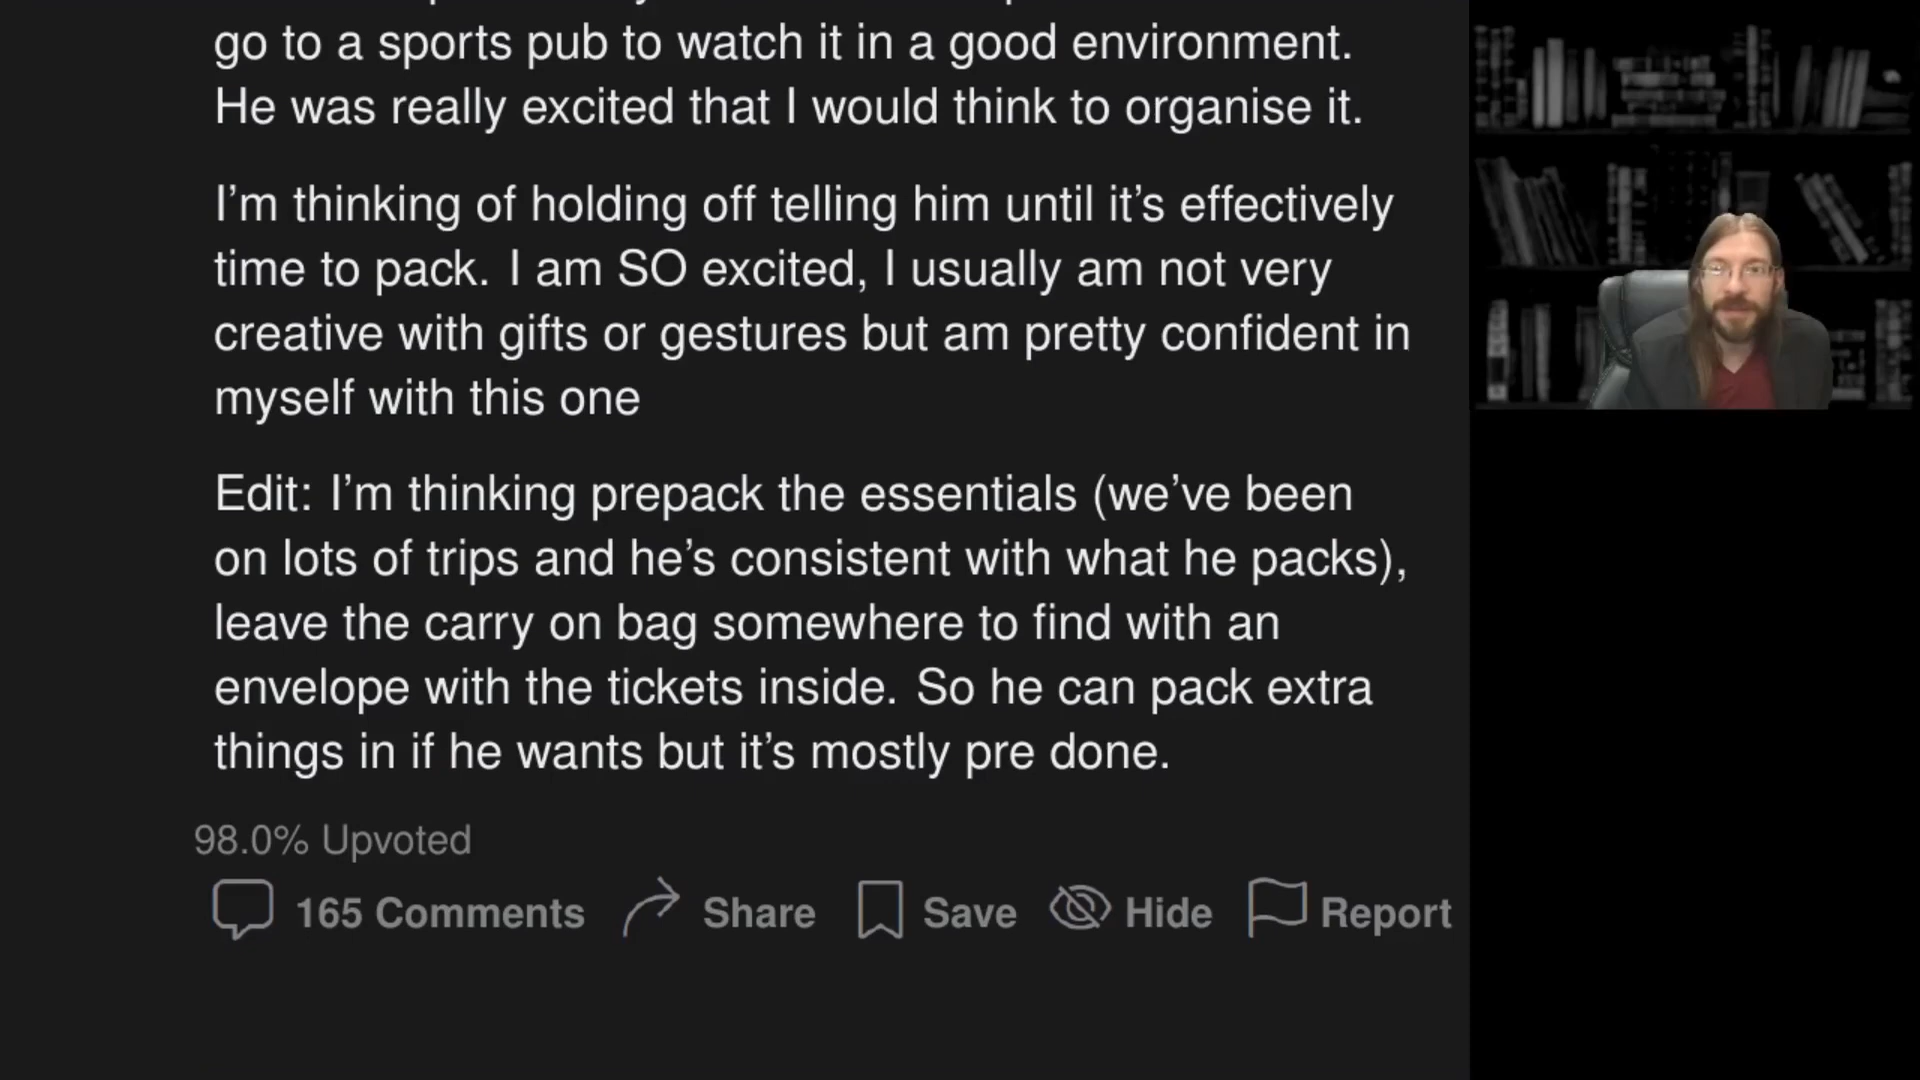 go to a sports pub to watch it in a good environment.
He was really excited that I would think to organise it.
I’m thinking of holding off telling him until it’s effectively
time to pack. I am SO excited, I usually am not very
creative with gifts or gestures but am pretty confident in
myself with this one
Edit: I’m thinking prepack the essentials (we’ve been
on lots of trips and he’s consistent with what he packs),
leave the carry on bag somewhere to find with an
envelope with the tickets inside. So he can pack extra
things in if he wants but it’s mostly pre done.
98.0% Upvoted
165 Comments Share Save Hide Report